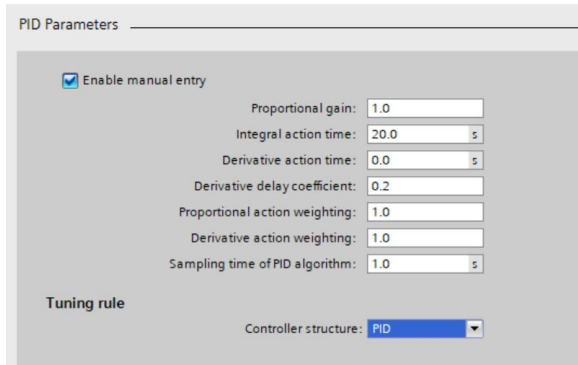 PID Parameters
Enable manual entry
Proportional gain: 1.0
Integral action time: 20.0 s
Derivative action time: 0.0 s
Derivative delay coefficient: 0.2
Proportional action weighting: 1.0
Derivative action weighting: 1.0
Sampling time of PID algorithm: 1.0 s
Tuning rule
Controller structure: PID